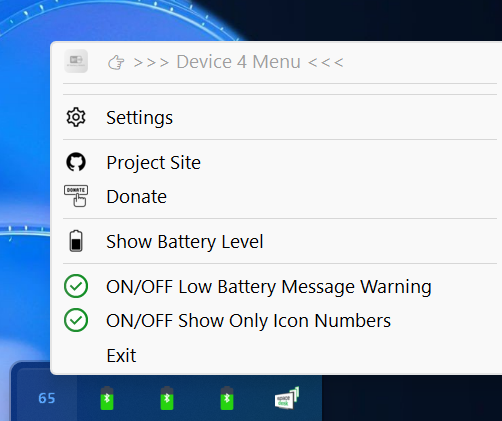 >>> Device 4 Menu <<<
Settings
Project Site
DONATE
Donate
Show Battery Level
ON/OFF Low Battery Message Warning
ON/OFF Show Only Icon Numbers
Exit
65